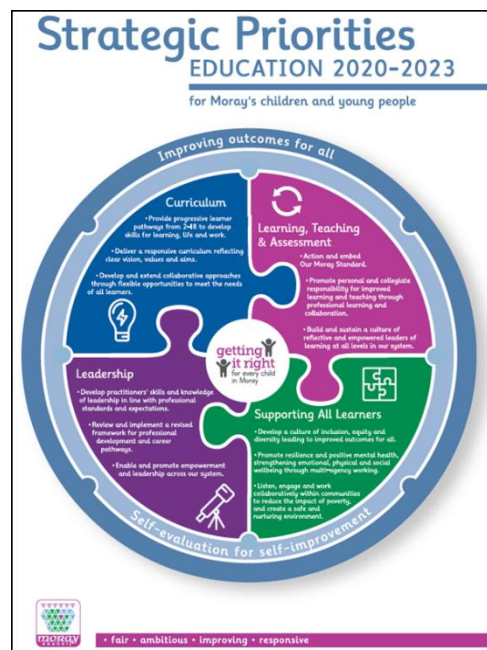 Strategic Priorities
EDUCATION 2020-2023
for Moray's children and young people
Improving outcomes for all
Curriculum
• Provide progressive learner
pathways from 2-18 to develop
skills for learning, life and work.
• Deliver a responsive curriculum reflecting
clear vision, values and aims.
• Develop and extend collaborative approaches
through flexible opportunities to meet the needs
of all learners.
Learning, Teaching
& Assessment
• Action and embed
Our Moray Standard.
• Promote personal and collegiate
responsibility for improved
learning and teaching through
professional learning and
collaboration.
• Build and sustain a culture of
reflective and empowered leaders of
learning at all levels in our system.
getting
it right
for every child
in Moray
Leadership
• Develop practitioners' skills and knowledge
of leadership in line with professional
standards and expectations.
• Review and implement a revised
framework for professional
development and career
pathways.
• Enable and promote empowerment
and leadership across our system.
Supporting All Learners
• Develop a culture of inclusion, equity and
diversity leading to improved outcomes for all.
• Promote resilience and positive mental health,
strengthening emotional, physical and social
wellbeing through multi-agency working.
• Listen, engage and work
collaboratively within communities
to reduce the impact of poverty,
and create a safe and
nurturing environment.
Self-evaluation for self-improvement
moray
council
• fair • ambitious • improving • responsive